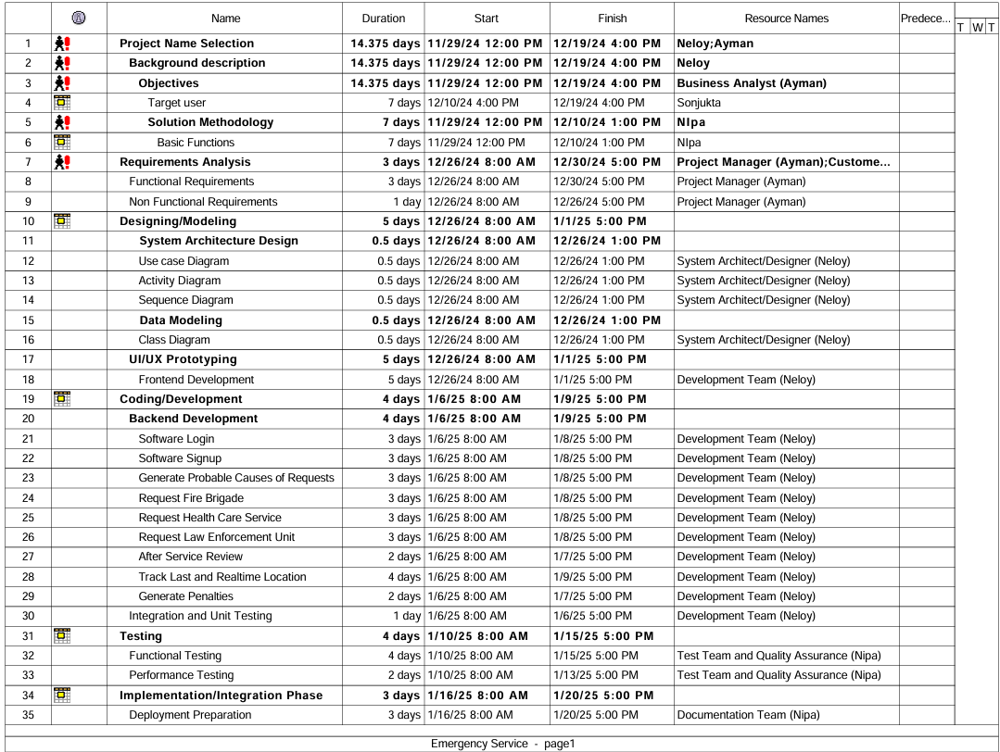 Name Duration Start Finish Resource Names Predece... T W T
1 Project Name Selection 14.375 days 11/29/24 12:00 PM 12/19/24 4:00 PM Neloy;Ayman
2 Background description 14.375 days 11/29/24 12:00 PM 12/19/24 4:00 PM Neloy
3 Objectives 14.375 days 11/29/24 12:00 PM 12/19/24 4:00 PM Business Analyst (Ayman)
4 Target user 7 days 12/10/24 4:00 PM 12/19/24 4:00 PM Sonjukta
5 Solution Methodology 7 days 11/29/24 12:00 PM 12/10/24 1:00 PM NIpa
6 Basic Functions 7 days 11/29/24 12:00 PM 12/10/24 1:00 PM NIpa
7 Requirements Analysis 3 days 12/26/24 8:00 AM 12/30/24 5:00 PM Project Manager (Ayman);Custome...
8 Functional Requirements 3 days 12/26/24 8:00 AM 12/30/24 5:00 PM Project Manager (Ayman)
9 Non Functional Requirements 1 day 12/26/24 8:00 AM 12/26/24 5:00 PM Project Manager (Ayman)
10 Designing/Modeling 5 days 12/26/24 8:00 AM 1/1/25 5:00 PM
11 System Architecture Design 0.5 days 12/26/24 8:00 AM 12/26/24 1:00 PM
12 Use case Diagram 0.5 days 12/26/24 8:00 AM 12/26/24 1:00 PM System Architect/Designer (Neloy)
13 Activity Diagram 0.5 days 12/26/24 8:00 AM 12/26/24 1:00 PM System Architect/Designer (Neloy)
14 Sequence Diagram 0.5 days 12/26/24 8:00 AM 12/26/24 1:00 PM System Architect/Designer (Neloy)
15 Data Modeling 0.5 days 12/26/24 8:00 AM 12/26/24 1:00 PM
16 Class Diagram 0.5 days 12/26/24 8:00 AM 12/26/24 1:00 PM System Architect/Designer (Neloy)
17 UI/UX Prototyping 5 days 12/26/24 8:00 AM 1/1/25 5:00 PM
18 Frontend Development 5 days 12/26/24 8:00 AM 1/1/25 5:00 PM Development Team (Neloy)
19 Coding/Development 4 days 1/6/25 8:00 AM 1/9/25 5:00 PM
20 Backend Development 4 days 1/6/25 8:00 AM 1/9/25 5:00 PM
21 Software Login 3 days 1/6/25 8:00 AM 1/8/25 5:00 PM Development Team (Neloy)
22 Software Signup 3 days 1/6/25 8:00 AM 1/8/25 5:00 PM Development Team (Neloy)
23 Generate Probable Causes of Requests 3 days 1/6/25 8:00 AM 1/8/25 5:00 PM Development Team (Neloy)
24 Request Fire Brigade 3 days 1/6/25 8:00 AM 1/8/25 5:00 PM Development Team (Neloy)
25 Request Health Care Service 3 days 1/6/25 8:00 AM 1/8/25 5:00 PM Development Team (Neloy)
26 Request Law Enforcement Unit 3 days 1/6/25 8:00 AM 1/8/25 5:00 PM Development Team (Neloy)
27 After Service Review 2 days 1/6/25 8:00 AM 1/7/25 5:00 PM Development Team (Neloy)
28 Track Last and Realtime Location 4 days 1/6/25 8:00 AM 1/9/25 5:00 PM Development Team (Neloy)
29 Generate Penalties 2 days 1/6/25 8:00 AM 1/7/25 5:00 PM Development Team (Neloy)
30 Integration and Unit Testing 1 day 1/6/25 8:00 AM 1/6/25 5:00 PM Development Team (Neloy)
31 Testing 4 days 1/10/25 8:00 AM 1/15/25 5:00 PM
32 Functional Testing 4 days 1/10/25 8:00 AM 1/15/25 5:00 PM Test Team and Quality Assurance (Nipa)
33 Performance Testing 2 days 1/10/25 8:00 AM 1/13/25 5:00 PM Test Team and Quality Assurance (Nipa)
34 Implementation/Integration Phase 3 days 1/16/25 8:00 AM 1/20/25 5:00 PM
35 Deployment Preparation 3 days 1/16/25 8:00 AM 1/20/25 5:00 PM Documentation Team (Nipa)
Emergency Service - page1